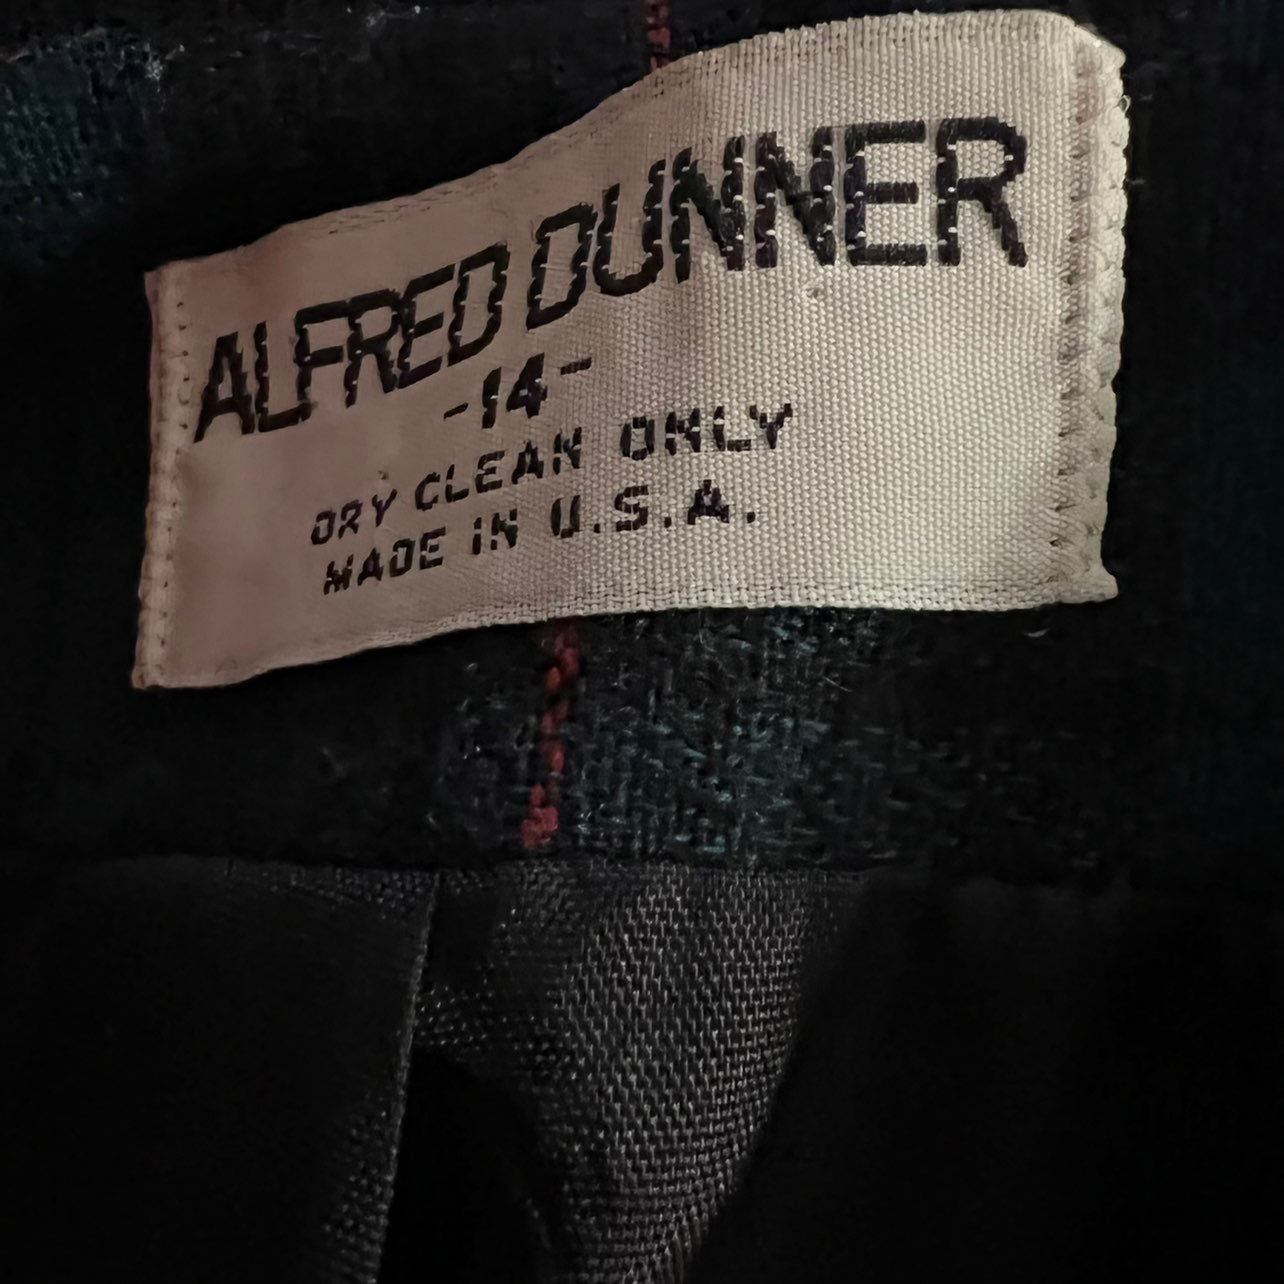 ALFRED DUNNER
-14-
DRY CLEAN ONLY
MADE IN U.S.A.